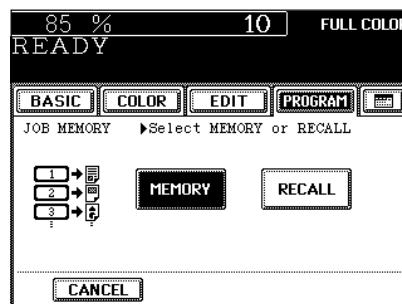 85 % 10 FULL COLOR
READY
BASIC COLOR EDIT PROGRAM
JOB MEMORY ▶Select MEMORY or RECALL
1
2
3
MEMORY RECALL
CANCEL